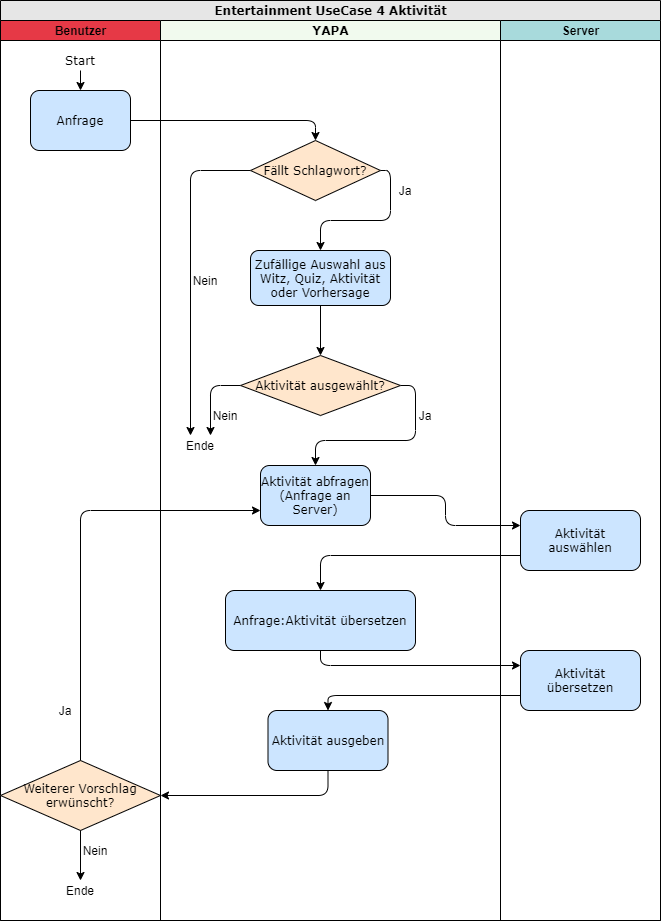 Entertainment UseCase 4 Aktivität
Benutzer
YAPA
Server
Start
Anfrage
Fällt Schlagwort?
Ja
Nein
Zufällige Auswahl aus
Witz, Quiz, Aktivität
oder Vorhersage
Aktivität ausgewählt?
Nein
Ja
Ende
Aktivität abfragen
(Anfrage an
Server)
Aktivität
auswählen
Anfrage:Aktivität übersetzen
Aktivität
übersetzen
Aktivität ausgeben
Ja
Weiterer Vorschlag
erwünscht?
Nein
Ende